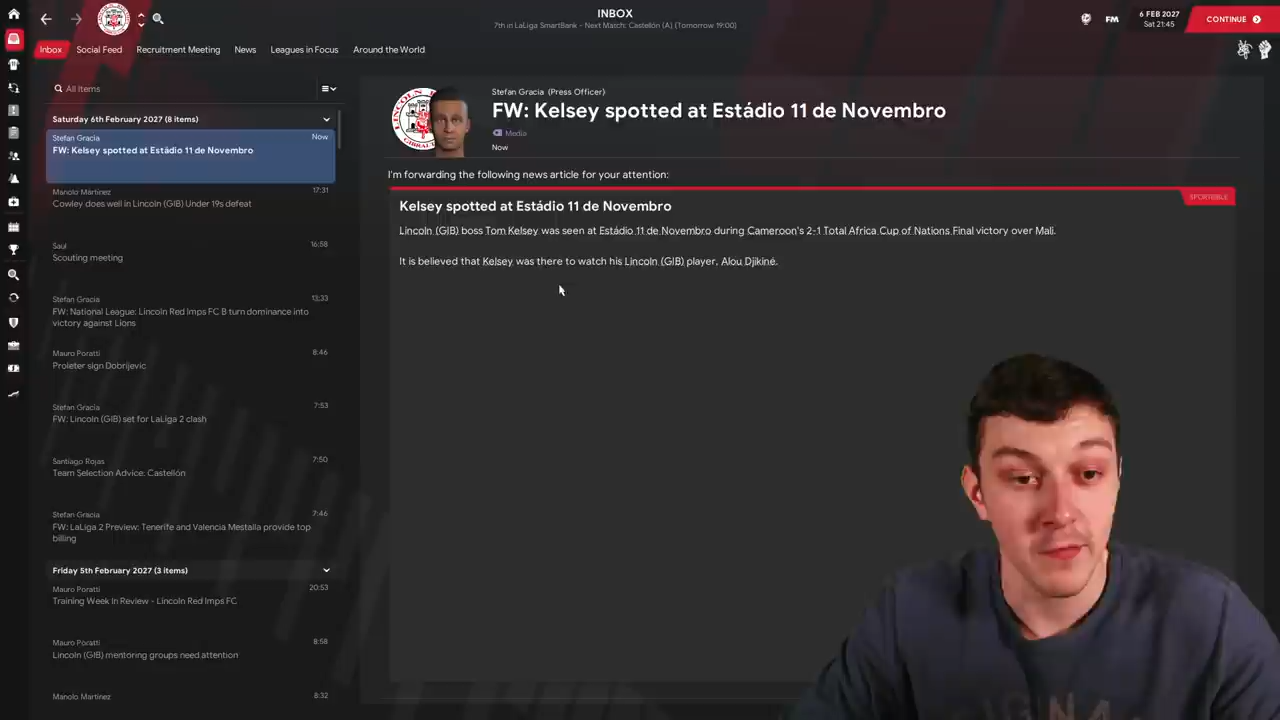 INBOX
7th in LaLiga SmartBank - Next Match: Castellón (A) (Tomorrow 19:00)
FM
6 FEB 2027
Sat 21:45
CONTINUE
Inbox
Social Feed
Recruitment Meeting
News
Leagues in Focus
Around the World
All Items
Saturday 6th February 2027 (8 items)
Stefan Gracia
Now
FW: Kelsey spotted at Estádio 11 de Novembro
Manolo Martínez
17:31
Cowley does well in Lincoln (GIB) Under 19s defeat
Saul
16:58
Scouting meeting
Stefan Gracia
13:33
FW: National League: Lincoln Red Imps FC B turn dominance into
victory against Lions
Mauro Poratti
8:46
Proleter sign Dobrijevic
Stefan Gracia
7:53
FW: Lincoln (GIB) set for LaLiga 2 clash
Santiago Rojas
7:50
Team Selection Advice: Castellón
Stefan Gracia
7:46
FW: LaLiga 2 Preview: Tenerife and Valencia Mestalla provide top
billing
Friday 5th February 2027 (3 items)
Mauro Poratti
20:53
Training Week In Review - Lincoln Red Imps FC
Mauro Poratti
8:58
Lincoln (GIB) mentoring groups need attention
Manolo Martínez
8:32
Stefan Gracia (Press Officer)
FW: Kelsey spotted at Estádio 11 de Novembro
Media
Now
I'm forwarding the following news article for your attention:
Kelsey spotted at Estádio 11 de Novembro
SPORTBIBLE
Lincoln (GIB) boss Tom Kelsey was seen at Estádio 11 de Novembro during Cameroon's 2-1 Total Africa Cup of Nations Final victory over Mali.
It is believed that Kelsey was there to watch his Lincoln (GIB) player, Alou Djikiné.